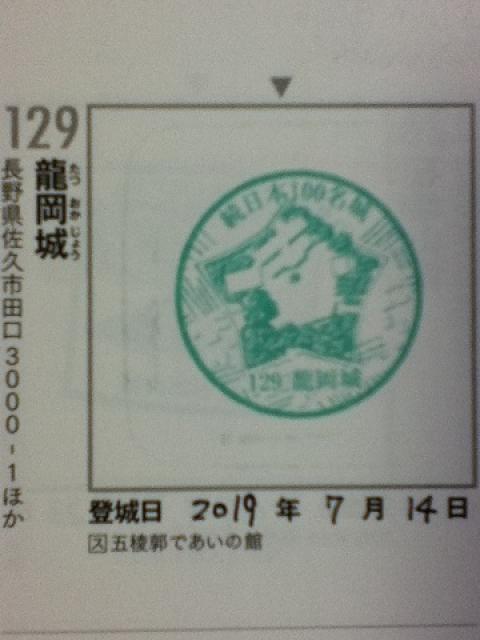 129
龍岡城
たつ おか じょう
長野県佐久市田口3000-1ほか
▼
続日本100名城
129 龍岡城
登城日 2019 年 7 月 14 日
ス 五稜郭であいの館